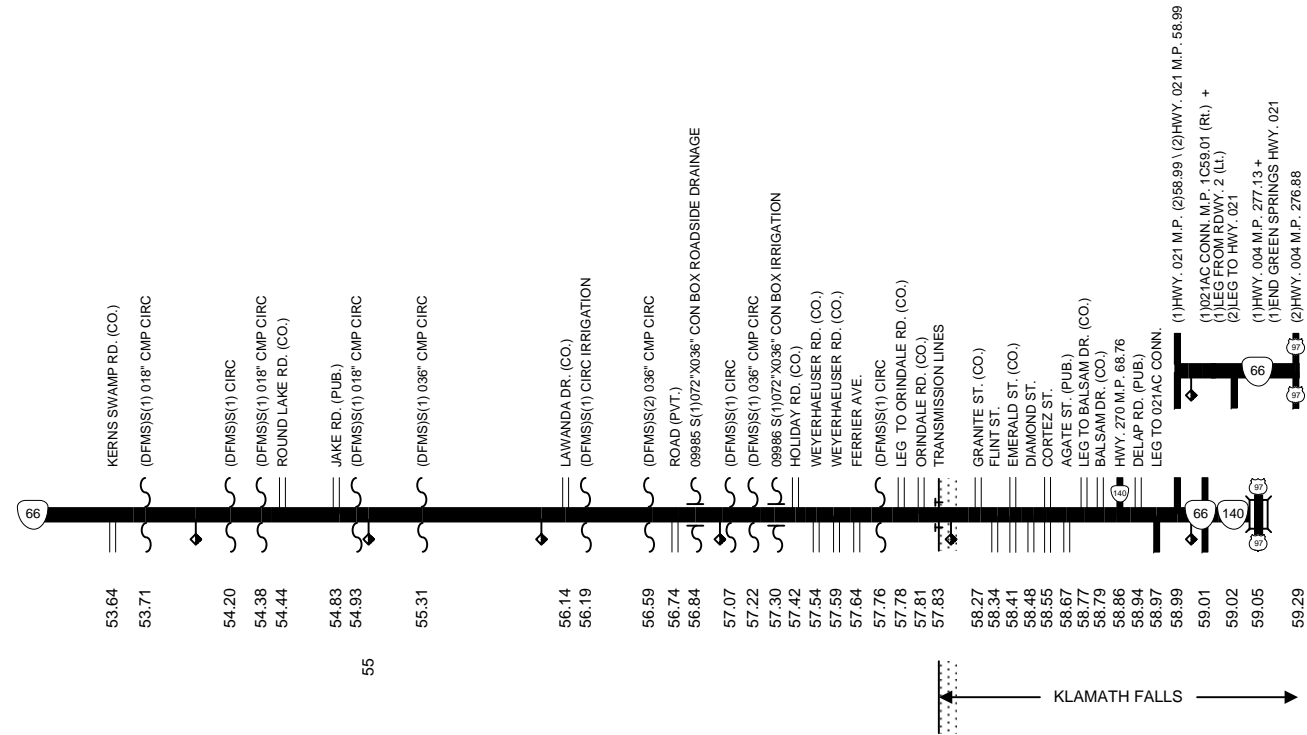 66
KERNS SWAMP RD. (CO.)
(DFMS)S(1) 018" CMP CIRC
(DFMS)S(1) CIRC
(DFMS)S(1) 018" CMP CIRC
ROUND LAKE RD. (CO.)
JAKE RD. (PUB.)
(DFMS)S(1) 018" CMP CIRC
(DFMS)S(1) 036" CMP CIRC
LAWANDA DR. (CO.)
(DFMS)S(1) CIRC IRRIGATION
(DFMS)S(2) 036" CMP CIRC
ROAD (PVT.)
09985 S(1)072"X036" CON BOX ROADSIDE DRAINAGE
(DFMS)S(1) CIRC
(DFMS)S(1) 036" CMP CIRC
09986 S(1)072"X036" CON BOX IRRIGATION
HOLIDAY RD. (CO.)
WEYERHAEUSER RD. (CO.)
WEYERHAEUSER RD. (CO.)
FERRIER AVE.
(DFMS)S(1) CIRC
LEG TO ORINDALE RD. (CO.)
ORINDALE RD. (CO.)
TRANSMISSION LINES
GRANITE ST. (CO.)
FLINT ST.
EMERALD ST. (CO.)
DIAMOND ST.
CORTEZ ST.
AGATE ST. (PUB.)
LEG TO BALSAM DR. (CO.)
BALSAM DR. (CO.)
HWY. 270 M.P. 68.76
DELAP RD. (PUB.)
LEG TO 021AC CONN.
(1)HWY. 021 M.P. (2)58.99 \ (2)HWY. 021 M.P. 58.99
(1)021AC CONN. M.P. 1C59.01 (Rt.) +
(1)LEG FROM RDWY. 2 (Lt.)
(2)LEG TO HWY. 021
(1)HWY. 004 M.P. 277.13 +
(1)END GREEN SPRINGS HWY. 021
(2)HWY. 004 M.P. 276.88
97
66
97
140
66
140
97
97
53.64
53.71
54.20
54.38
54.44
54.83
54.93
55.31
56.14
56.19
56.59
56.74
56.84
57.07
57.22
57.30
57.42
57.54
57.59
57.64
57.76
57.78
57.81
57.83
58.27
58.34
58.41
58.48
58.55
58.67
58.77
58.79
58.86
58.94
58.97
58.99
59.01
59.02
59.05
59.29
55
KLAMATH FALLS